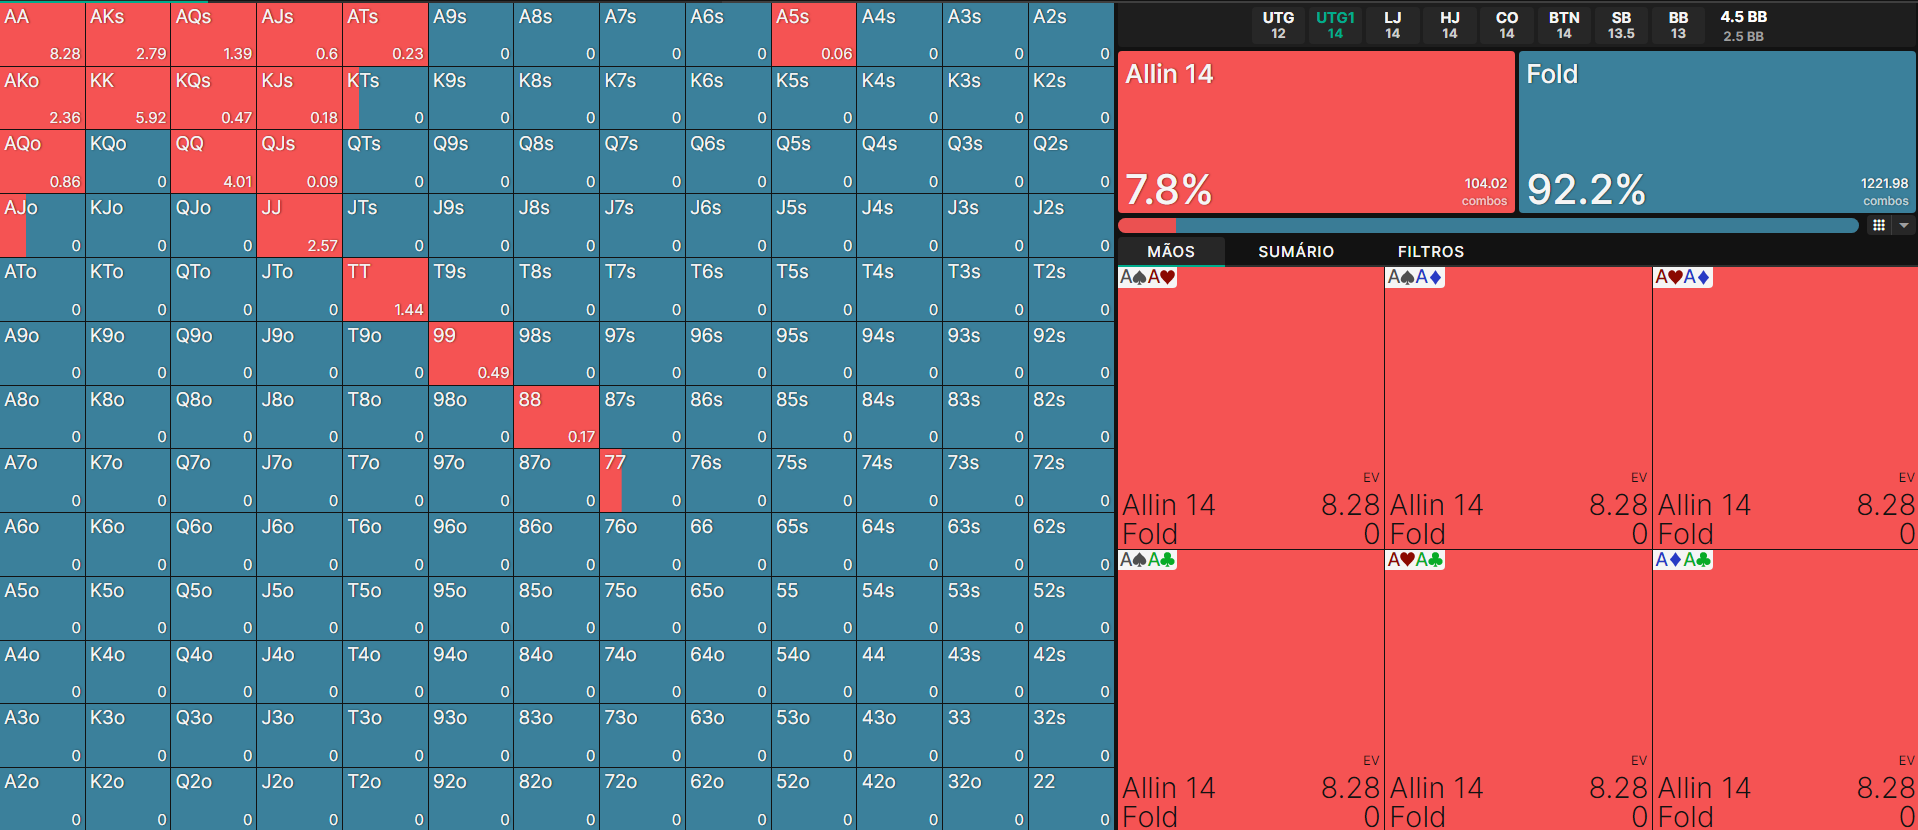 AA AKs AQs AJs ATs A9s A8s A7s A6s A5s A4s A3s A2s
8.28 2.79 1.39 0.6 0.23 0 0 0 0 0.06 0 0 0
AKo KK KQs KJs KTs K9s K8s K7s K6s K5s K4s K3s K2s
2.36 5.92 0.47 0.18 0 0 0 0 0 0 0 0 0
AQo KQo QQ QJs QTs Q9s Q8s Q7s Q6s Q5s Q4s Q3s Q2s
0.86 0 4.01 0.09 0 0 0 0 0 0 0 0 0
AJo KJo QJo JJ JTs J9s J8s J7s J6s J5s J4s J3s J2s
0 0 0 2.57 0 0 0 0 0 0 0 0 0
ATo KTo QTo JTo TT T9s T8s T7s T6s T5s T4s T3s T2s
0 0 0 0 1.44 0 0 0 0 0 0 0 0
A9o K9o Q9o J9o T9o 99 98s 97s 96s 95s 94s 93s 92s
0 0 0 0 0 0.49 0 0 0 0 0 0 0
A8o K8o Q8o J8o T8o 98o 88 87s 86s 85s 84s 83s 82s
0 0 0 0 0 0 0.17 0 0 0 0 0 0
A7o K7o Q7o J7o T7o 97o 87o 77 76s 75s 74s 73s 72s
0 0 0 0 0 0 0 0 0 0 0 0 0
A6o K6o Q6o J6o T6o 96o 86o 76o 66 65s 64s 63s 62s
0 0 0 0 0 0 0 0 0 0 0 0 0
A5o K5o Q5o J5o T5o 95o 85o 75o 65o 55 54s 53s 52s
0 0 0 0 0 0 0 0 0 0 0 0 0
A4o K4o Q4o J4o T4o 94o 84o 74o 64o 54o 44 43s 42s
0 0 0 0 0 0 0 0 0 0 0 0 0
A3o K3o Q3o J3o T3o 93o 83o 73o 63o 53o 43o 33 32s
0 0 0 0 0 0 0 0 0 0 0 0 0
A2o K2o Q2o J2o T2o 92o 82o 72o 62o 52o 42o 32o 22
0 0 0 0 0 0 0 0 0 0 0 0 0
UTG UTG1 LJ HJ CO BTN SB BB 4.5 BB
12 14 14 14 14 14 13.5 13 2.5 BB
Allin 14 Fold
7.8% 104.02 combos 92.2% 1221.98 combos
MÃOS SUMÁRIO FILTROS
A♠A♥ A♠A♦ A♥A♦
EV EV EV
Allin 14 8.28 Allin 14 8.28 Allin 14 8.28
Fold 0 Fold 0 Fold 0
A♠A♣ A♥A♣ A♦A♣
EV EV EV
Allin 14 8.28 Allin 14 8.28 Allin 14 8.28
Fold 0 Fold 0 Fold 0